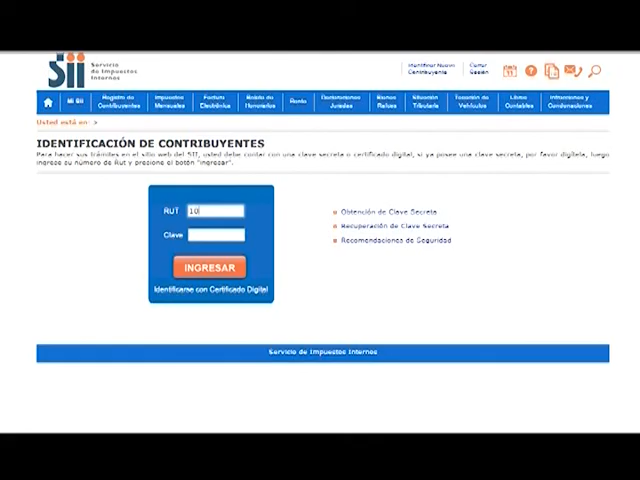 SII Servicio
de Impuestos
Internos
Identificar Nuevo
Contribuyente
Cerrar
Sesión
Mi SII
Registro de
Contribuyentes
Impuestos
Mensuales
Factura
Electrónica
Boleta de
Honorarios
Renta
Declaraciones
Juradas
Bienes
Raíces
Situación
Tributaria
Tasación de
Vehículos
Libros
Contables
Infracciones y
Condonaciones
Usted está en: >
IDENTIFICACIÓN DE CONTRIBUYENTES
Para hacer sus trámites en el sitio web del SII, usted debe contar con una clave secreta o certificado digital, si ya posee una clave secreta, por favor digítela, luego
ingrese su número de Rut y presione el botón "ingresar".
RUT 10
Clave
INGRESAR
Identificarse con Certificado Digital
Obtención de Clave Secreta
Recuperación de Clave Secreta
Recomendaciones de Seguridad
Servicio de Impuestos Internos